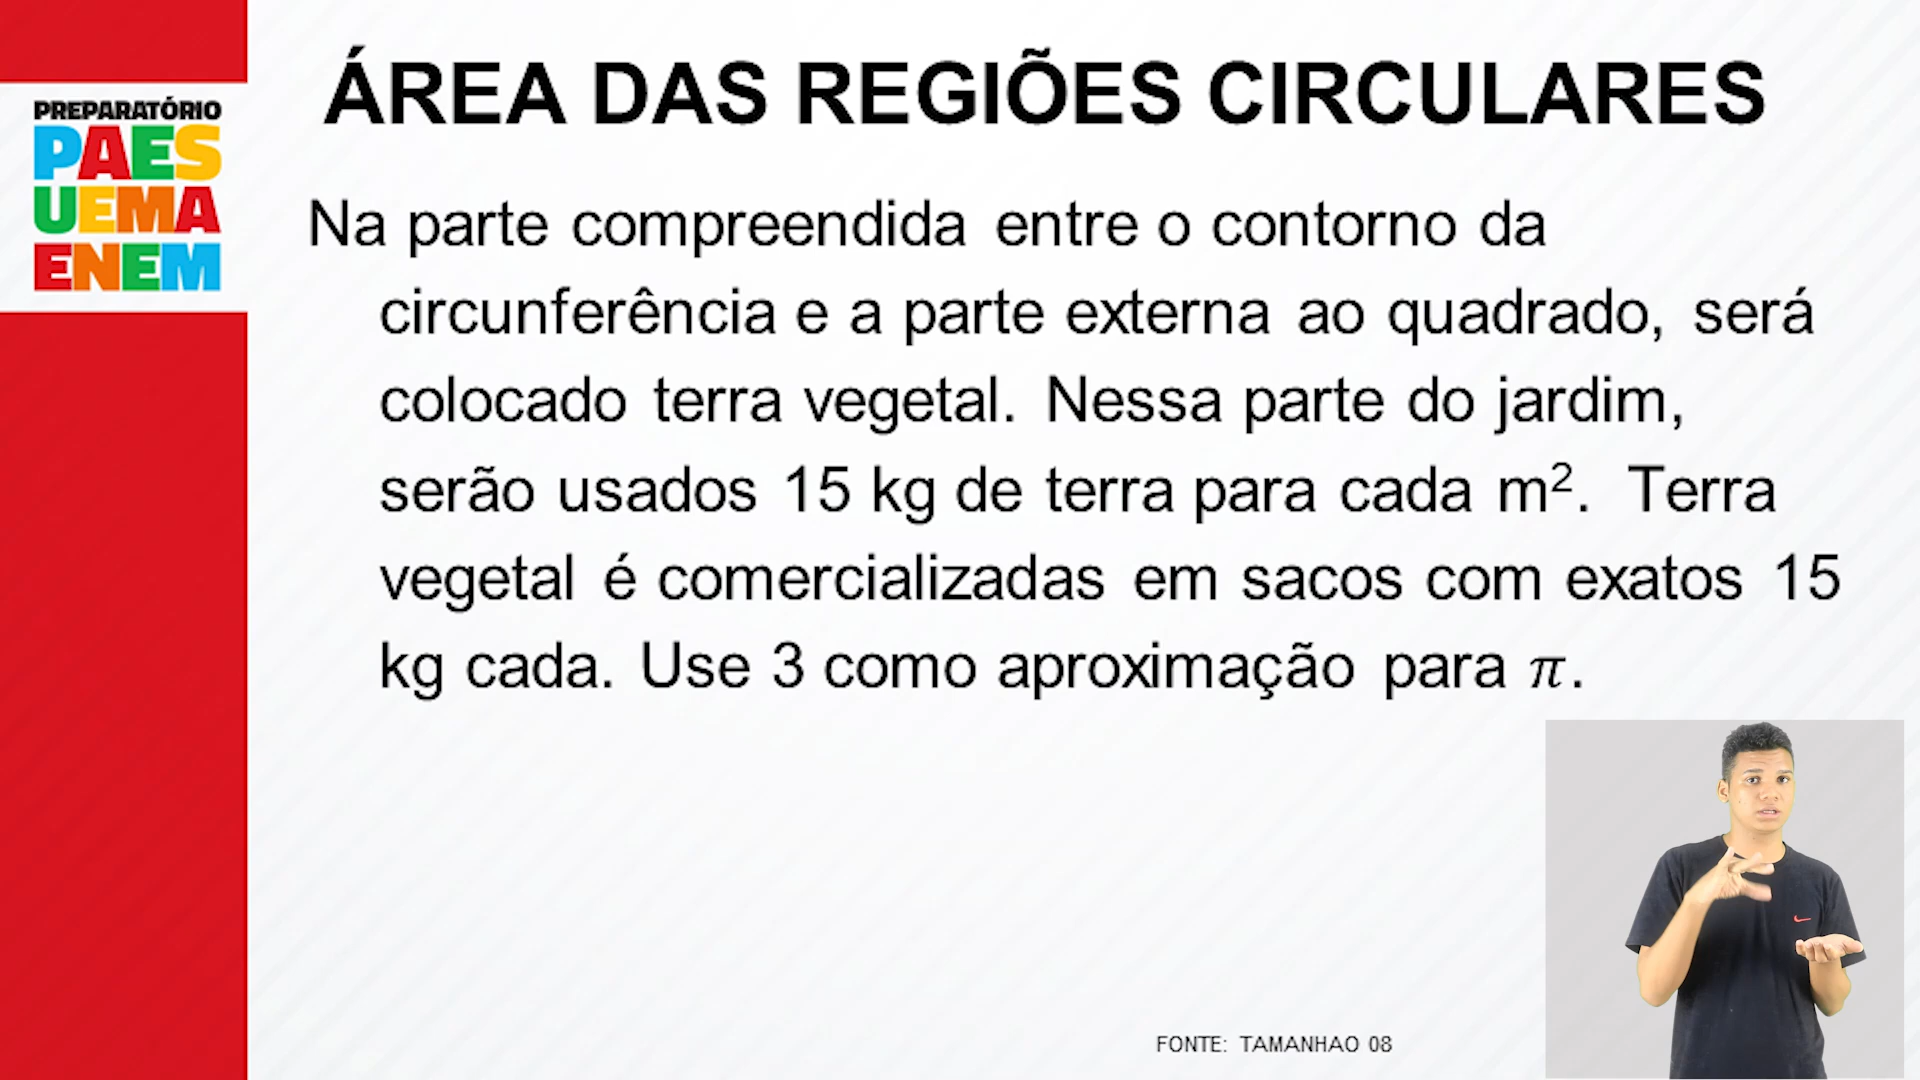 PREPARATÓRIO
PAES
UEMA
ENEM
ÁREA DAS REGIÕES CIRCULARES
Na parte compreendida entre o contorno da
circunferência e a parte externa ao quadrado, será
colocado terra vegetal. Nessa parte do jardim,
serão usados 15 kg de terra para cada m². Terra
vegetal é comercializadas em sacos com exatos 15
kg cada. Use 3 como aproximação para π.
FONTE: TAMANHAO 08